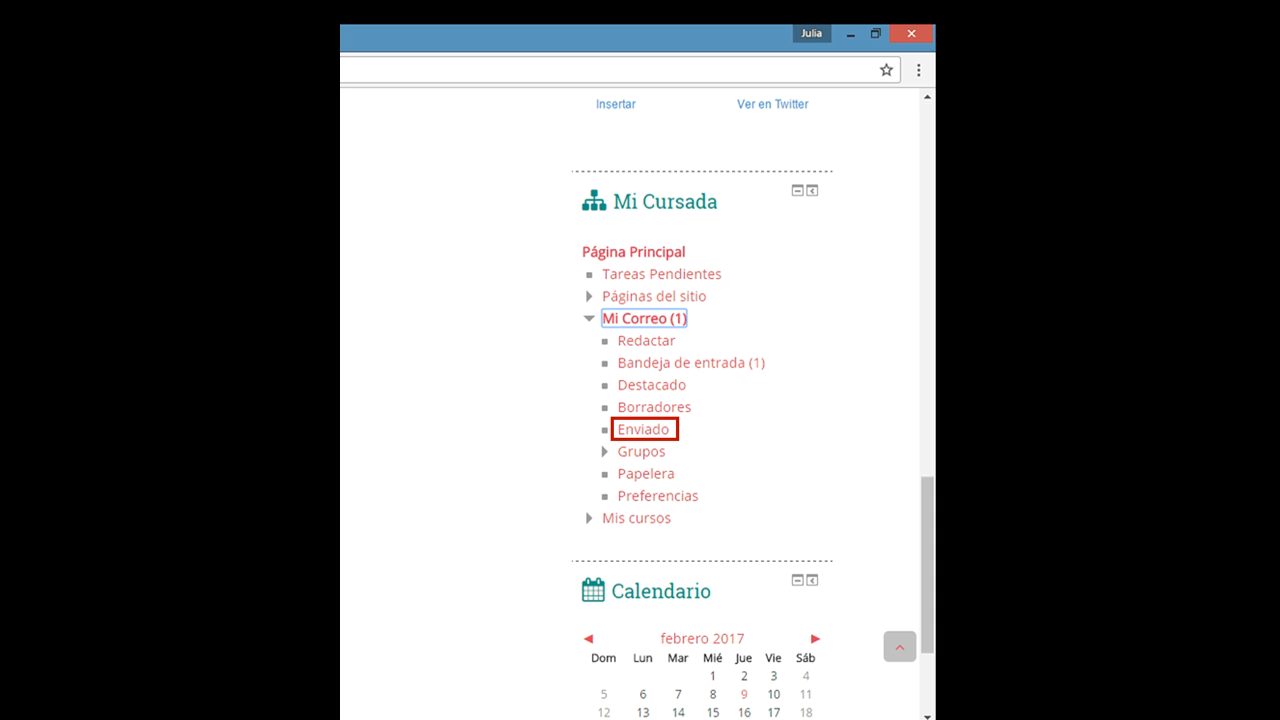 Julia
Insertar Ver en Twitter
Mi Cursada
Página Principal
Tareas Pendientes
Páginas del sitio
Mi Correo (1)
Redactar
Bandeja de entrada (1)
Destacado
Borradores
Enviado
Grupos
Papelera
Preferencias
Mis cursos
Calendario
febrero 2017
Dom Lun Mar Mié Jue Vie Sáb
1 2 3 4
5 6 7 8 9 10 11
12 13 14 15 16 17 18